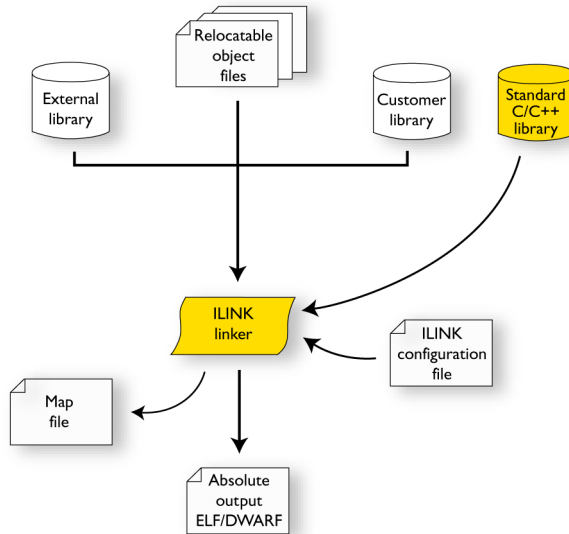 Relocatable
object
files
External
library
Customer
library
Standard
C/C++
library
ILINK
linker
ILINK
configuration
file
Map
file
Absolute
output
ELF/DWARF